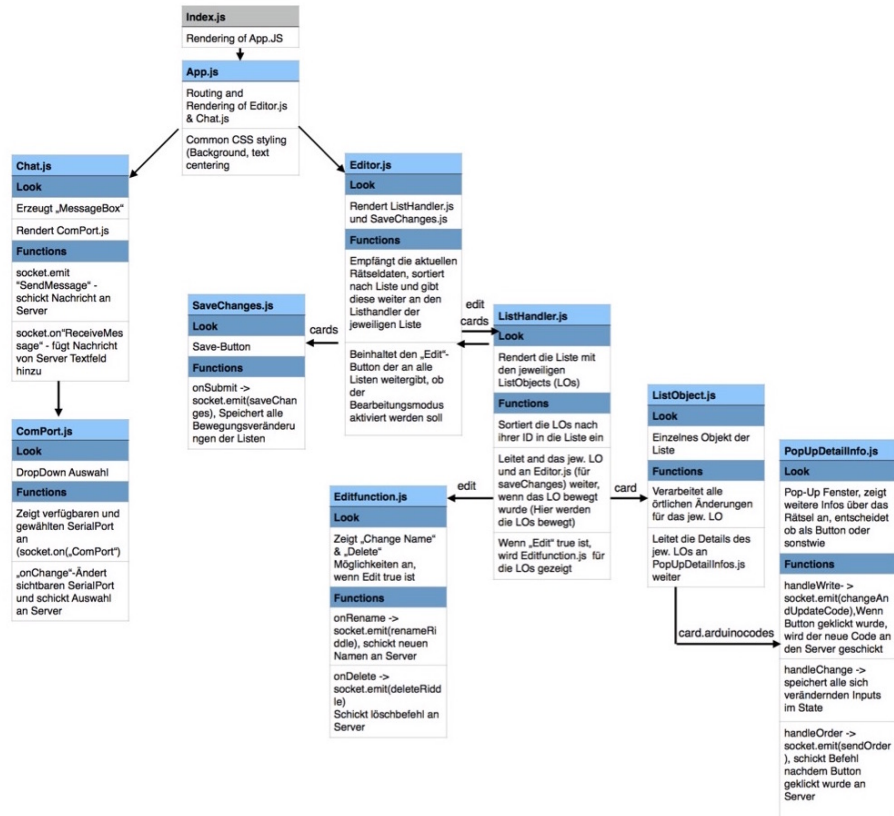 Index.js
Rendering of App.JS
App.js
Routing and
Rendering of Editor.js
& Chat.js
Common CSS styling
(Background, text
centering
Chat.js
Look
Erzeugt „MessageBox“
Rendert ComPort.js
Functions
socket.emit
"SendMessage" -
schickt Nachricht an
Server
socket.on"ReceiveMes
sage" - fügt Nachricht
von Server Textfeld
hinzu
ComPort.js
Look
DropDown Auswahl
Functions
Zeigt verfügbaren und
gewählten SerialPort
an
(socket.on(„ComPort“)
„onChange“-Ändert
sichtbaren SerialPort
und schickt Auswahl
an Server
Editor.js
Look
Rendert ListHandler.js
und SaveChanges.js
Functions
Empfängt die aktuellen
Rätseldaten, sortiert
nach Liste und gibt
diese weiter an den
Listhandler der
jeweiligen Liste
Beinhaltet den „Edit“-
Button der an alle
Listen weitergibt, ob
der
Bearbeitungsmodus
aktiviert werden soll
SaveChanges.js
Look
Save-Button
Functions
onSubmit ->
socket.emit(saveChan
ges), Speichert alle
Bewegungsveränderu
ngen der Listen
cards
edit
cards
ListHandler.js
Look
Rendert die Liste mit
den jeweiligen
ListObjects (LOs)
Functions
Sortiert die LOs nach
ihrer ID in die Liste ein
Leitet and das jew. LO
und an Editor.js (für
saveChanges) weiter,
wenn das LO bewegt
wurde (Hier werden
die LOs bewegt)
Wenn „Edit“ true ist,
wird Editfunction.js für
die LOs gezeigt
edit
card
Editfunction.js
Look
Zeigt „Change Name“
& „Delete“
Möglichkeiten an,
wenn Edit true ist
Functions
onRename ->
socket.emit(renameRi
ddle), schickt neuen
Namen an Server
onDelete ->
socket.emit(deleteRidd
le)
Schickt löschbefehl an
Server
ListObject.js
Look
Einzelnes Objekt der
Liste
Functions
Verarbeitet alle
örtlichen Änderungen
für das jew. LO
Leitet die Details des
jew. LOs an
PopUpDetailInfos.js
weiter
card.arduinocodes
PopUpDetailInfo.js
Look
Pop-Up Fenster, zeigt
weitere Infos über das
Rätsel an, entscheidet
ob als Button oder
sonstwie
Functions
handleWrite- >
socket.emit(changeAn
dUpdateCode),Wenn
Button geklickt wurde,
wird der neue Code an
den Server geschickt
handleChange ->
speichert alle sich
verändernden Inputs
im State
handleOrder ->
socket.emit(sendOrder
), schickt Befehl
nachdem Button
geklickt wurde an
Server